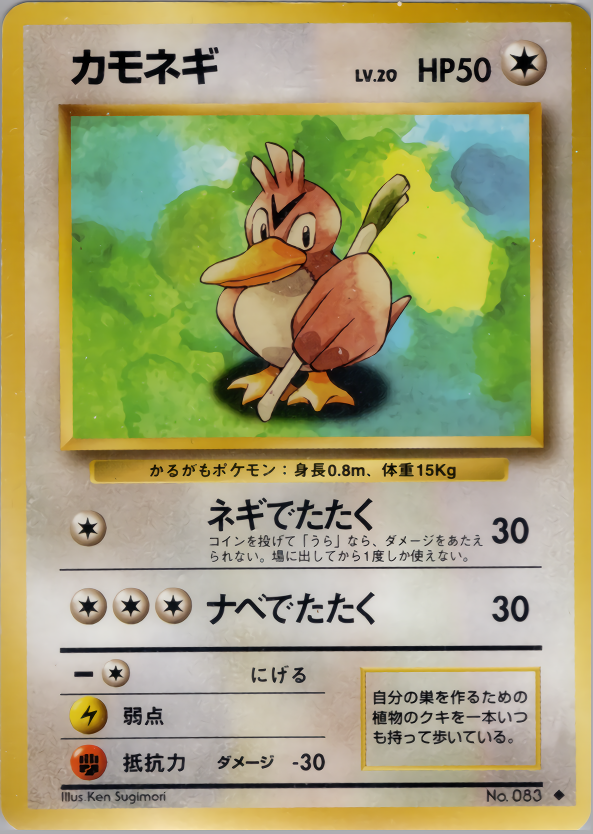 カモネギ LV.20 HP50
かるがもポケモン：身長0.8m、体重15Kg
ネギでたたく 30
コインを投げて「うら」なら、ダメージをあたえ
られない。場に出してから1度しか使えない。
ナベでたたく 30
にげる
弱点
抵抗力 ダメージ -30
自分の巣を作るための
植物のクキを一本いつ
も持って歩いている。
Illus.Ken Sugimori No. 083